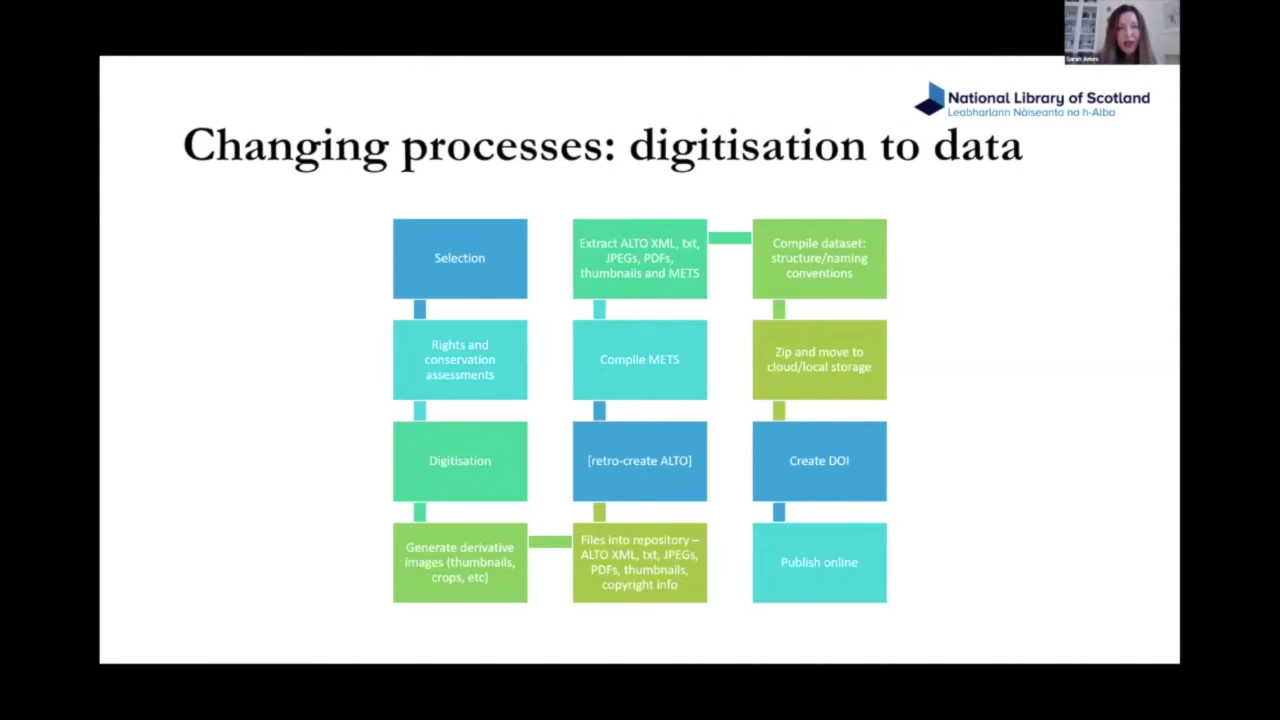 Sarah Ames
National Library of Scotland
Leabharlann Nàiseanta na h-Alba
Changing processes: digitisation to data
Selection
Rights and
conservation
assessments
Digitisation
Generate derivative
images (thumbnails,
crops, etc)
Files into repository –
ALTO XML, txt, JPEGs,
PDFs, thumbnails,
copyright info
[retro-create ALTO]
Compile METS
Extract ALTO XML, txt,
JPEGs, PDFs,
thumbnails and METS
Compile dataset:
structure/naming
conventions
Zip and move to
cloud/local storage
Create DOI
Publish online